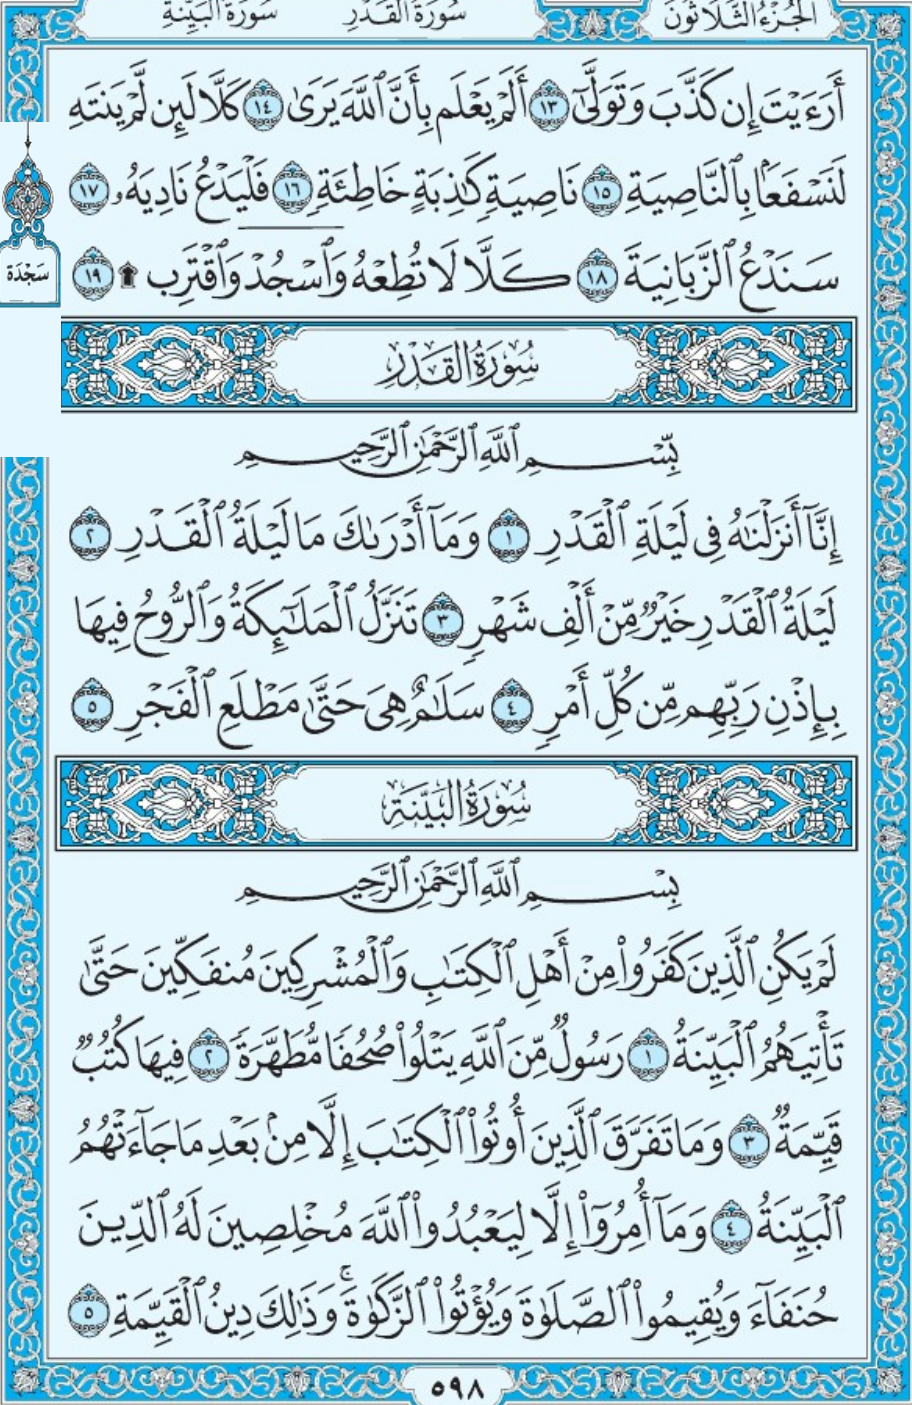 الجُزْءُ الثَّلَاثُونَ سُورَةُ القَدْرِ سُورَةُ البَيِّنَةِ
أَرَءَيْتَ إِن كَذَّبَ وَتَوَلَّىٰٓ ١٣ أَلَمْ يَعْلَم بِأَنَّ ٱللَّهَ يَرَىٰ ١٤ كَلَّا لَئِن لَّمْ يَنتَهِ
لَنَسْفَعًۢا بِٱلنَّاصِيَةِ ١٥ نَاصِيَةٍ كَٰذِبَةٍ خَاطِئَةٍ ١٦ فَلْيَدْعُ نَادِيَهُۥ ١٧
سَجْدَة
سَنَدْعُ ٱلزَّبَانِيَةَ ١٨ كَلَّا لَا تُطِعْهُ وَٱسْجُدْ وَٱقْتَرِب ۩ ١٩
سُورَةُ القَدْرِ
بِّسْمِ ٱللَّهِ ٱلرَّحْمَٰنِ ٱلرَّحِيمِ
إِنَّآ أَنزَلْنَٰهُ فِى لَيْلَةِ ٱلْقَدْرِ ١ وَمَآ أَدْرَىٰكَ مَا لَيْلَةُ ٱلْقَدْرِ ٢
لَيْلَةُ ٱلْقَدْرِ خَيْرٌ مِّنْ أَلْفِ شَهْرٍ ٣ تَنَزَّلُ ٱلْمَلَٰٓئِكَةُ وَٱلرُّوحُ فِيهَا
بِإِذْنِ رَبِّهِم مِّن كُلِّ أَمْرٍ ٤ سَلَٰمٌ هِىَ حَتَّىٰ مَطْلَعِ ٱلْفَجْرِ ٥
سُورَةُ البَيِّنَةِ
بِسْمِ ٱللَّهِ ٱلرَّحْمَٰنِ ٱلرَّحِيمِ
لَمْ يَكُنِ ٱلَّذِينَ كَفَرُوا۟ مِنْ أَهْلِ ٱلْكِتَٰبِ وَٱلْمُشْرِكِينَ مُنفَكِّينَ حَتَّىٰ
تَأْتِيَهُمُ ٱلْبَيِّنَةُ ١ رَسُولٌ مِّنَ ٱللَّهِ يَتْلُوا۟ صُحُفًا مُّطَهَّرَةً ٢ فِيهَا كُتُبٌ
قَيِّمَةٌ ٣ وَمَا تَفَرَّقَ ٱلَّذِينَ أُوتُوا۟ ٱلْكِتَٰبَ إِلَّا مِنۢ بَعْدِ مَا جَآءَتْهُمُ
ٱلْبَيِّنَةُ ٤ وَمَآ أُمِرُوٓا۟ إِلَّا لِيَعْبُدُوا۟ ٱللَّهَ مُخْلِصِينَ لَهُ ٱلدِّينَ
حُنَفَآءَ وَيُقِيمُوا۟ ٱلصَّلَوٰةَ وَيُؤْتُوا۟ ٱلزَّكَوٰةَ ۚ وَذَٰلِكَ دِينُ ٱلْقَيِّمَةِ ٥
٥٩٨